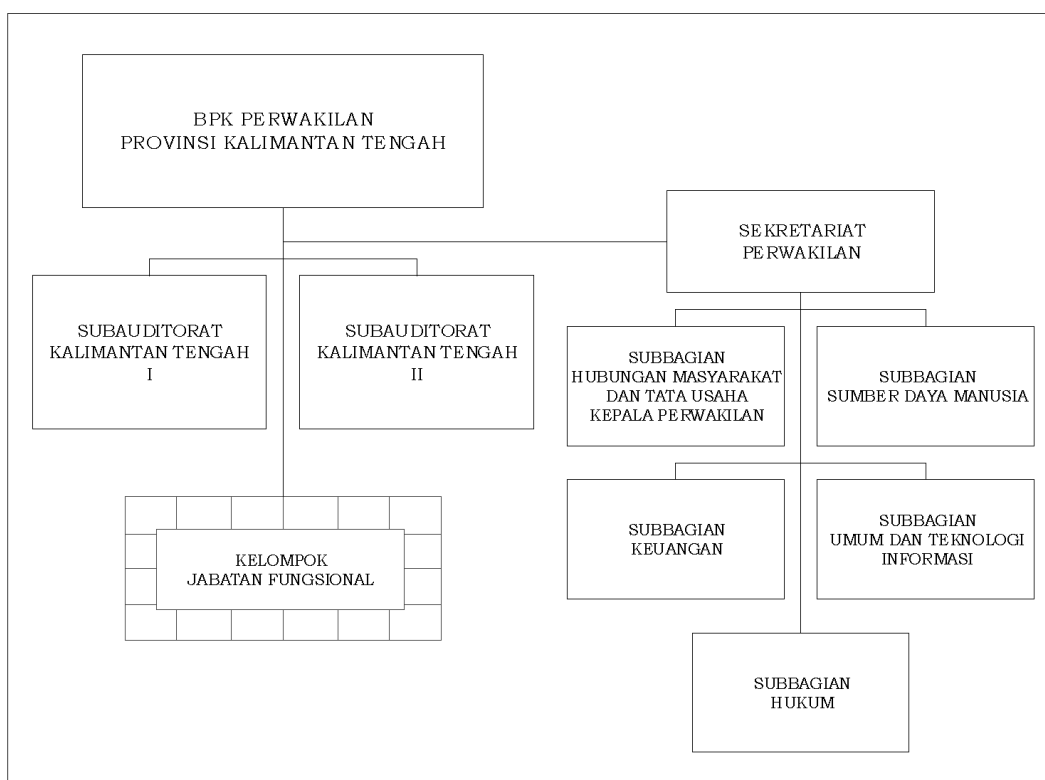 BPK PERWAKILAN
PROVINSI KALIMANTAN TENGAH
SEKRETARIAT
PERWAKILAN
SUBAUDITORAT
KALIMANTAN TENGAH
I
SUBAUDITORAT
KALIMANTAN TENGAH
II
SUBBAGIAN
HUBUNGAN MASYARAKAT
DAN TATA USAHA
KEPALA PERWAKILAN
SUBBAGIAN
SUMBER DAYA MANUSIA
KELOMPOK
JABATAN FUNGSIONAL
SUBBAGIAN
KEUANGAN
SUBBAGIAN
UMUM DAN TEKNOLOGI
INFORMASI
SUBBAGIAN
HUKUM